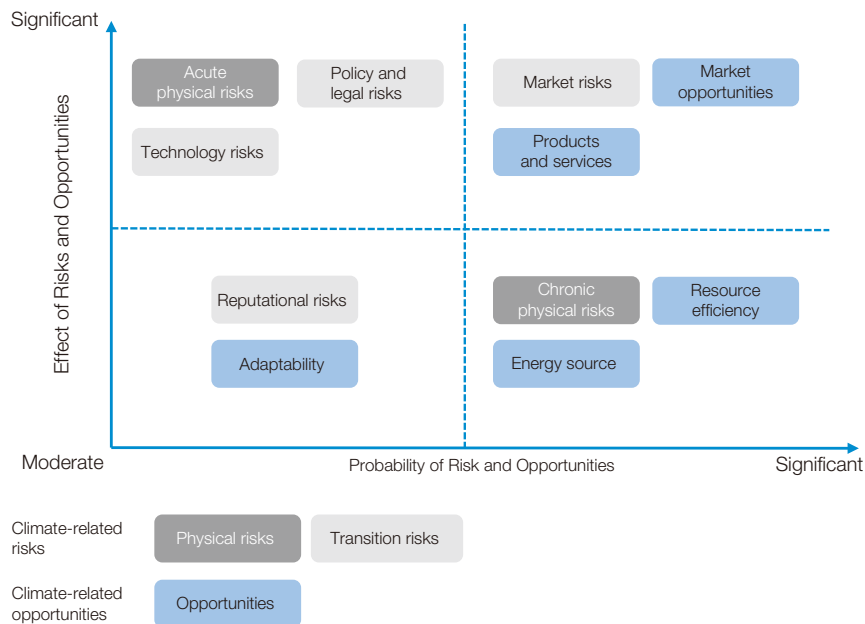 Significant
Effect of Risks and Opportunities
Acute
physical risks
Policy and
legal risks
Market risks
Market
opportunities
Technology risks
Products
and services
Reputational risks
Chronic
physical risks
Resource
efficiency
Adaptability
Energy source
Moderate
Probability of Risk and Opportunities
Significant
Climate-related
risks
Physical risks
Transition risks
Climate-related
opportunities
Opportunities